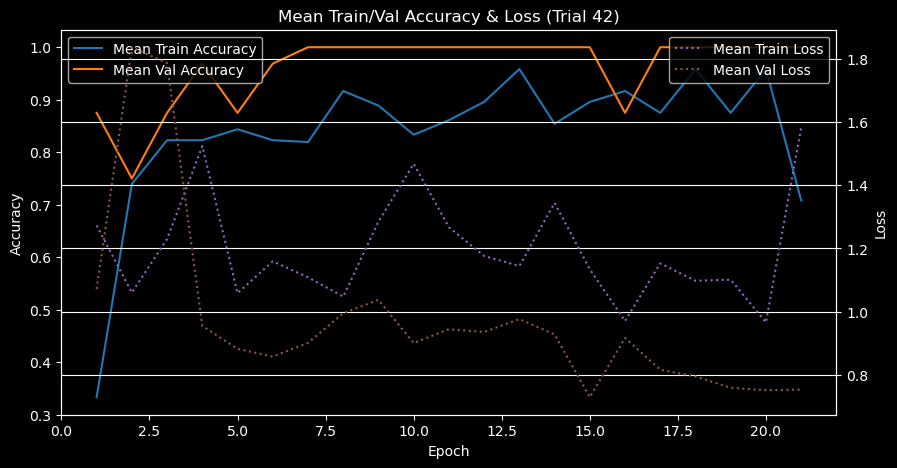 Mean Train/Val Accuracy & Loss (Trial 42)
Mean Train Accuracy
Mean Val Accuracy
Mean Train Loss
Mean Val Loss
1.0
0.9
0.8
0.7
0.6
0.5
0.4
0.3
Accuracy
1.8
1.6
1.4
1.2
1.0
0.8
Loss
0.0
2.5
5.0
7.5
10.0
12.5
15.0
17.5
20.0
Epoch